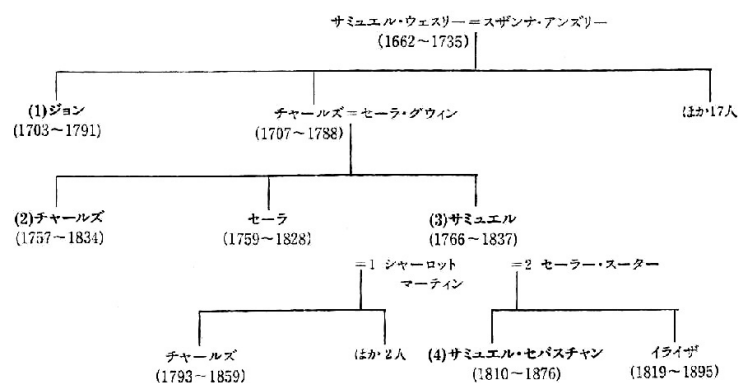 サミュエル・ウェスリー＝スザンナ・アンズリー
(1662～1735)
(1)ジョン
(1703～1791)
チャールズ＝セーラ・グウィン
(1707～1788)
ほか17人
(2)チャールズ
(1757～1834)
セーラ
(1759～1828)
(3)サミュエル
(1766～1837)
＝1 シャーロット
マーティン
＝2 セーラー・スーター
チャールズ
(1793～1859)
ほか2人
(4)サミュエル・セバスチャン
(1810～1876)
イライザ
(1819～1895)